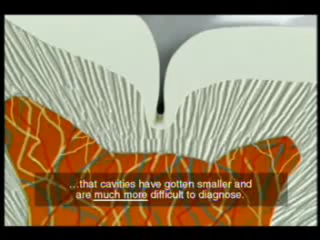 ...that cavities have gotten smaller and
are much more difficult to diagnose.